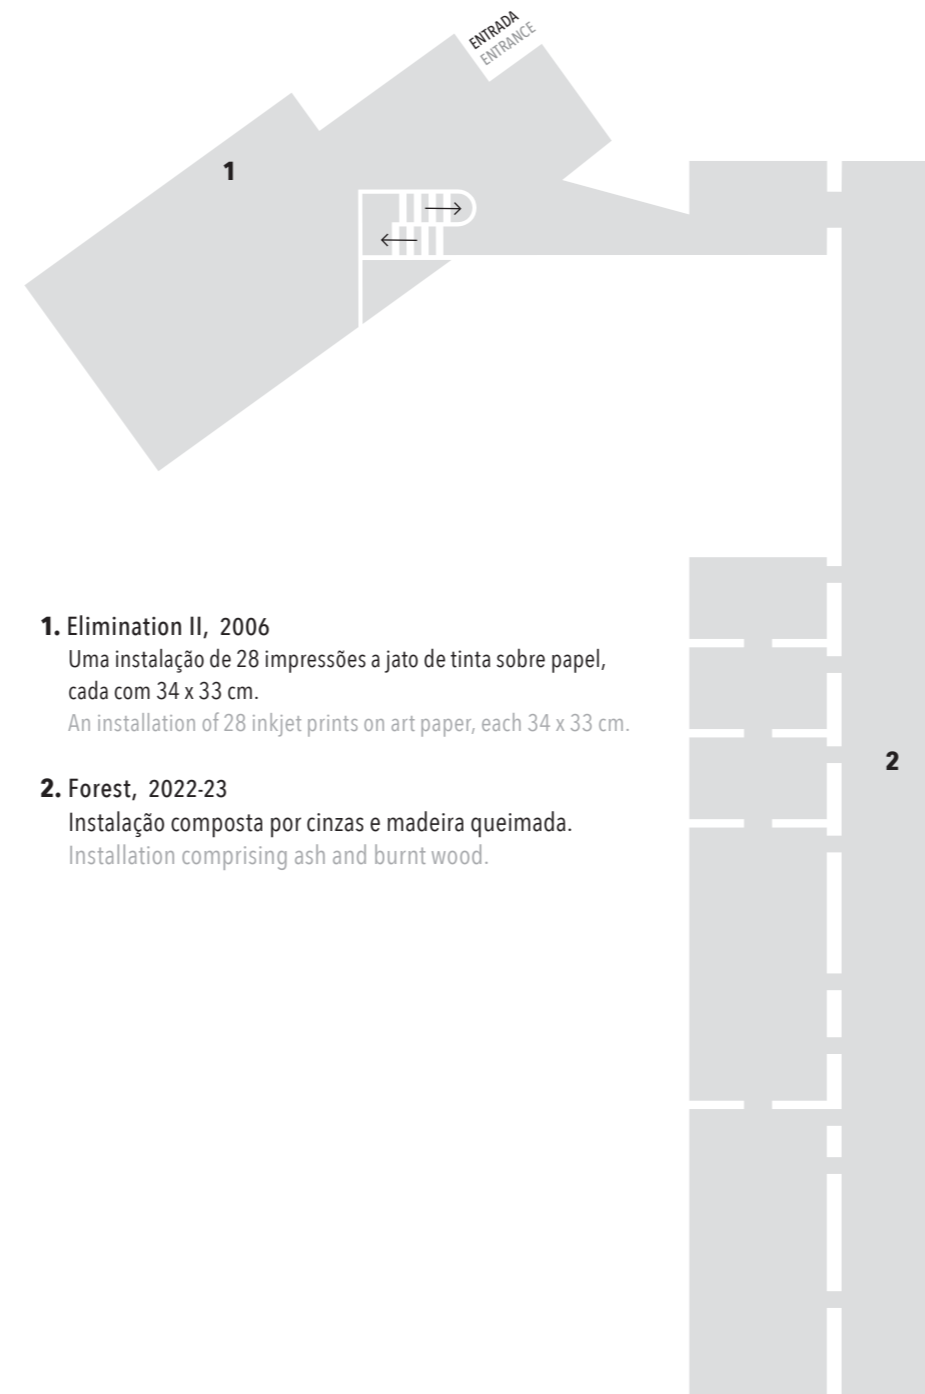 ENTRADA
ENTRANCE
1
2
1. Elimination II, 2006
Uma instalação de 28 impressões a jato de tinta sobre papel,
cada com 34 x 33 cm.
An installation of 28 inkjet prints on art paper, each 34 x 33 cm.
2. Forest, 2022-23
Instalação composta por cinzas e madeira queimada.
Installation comprising ash and burnt wood.